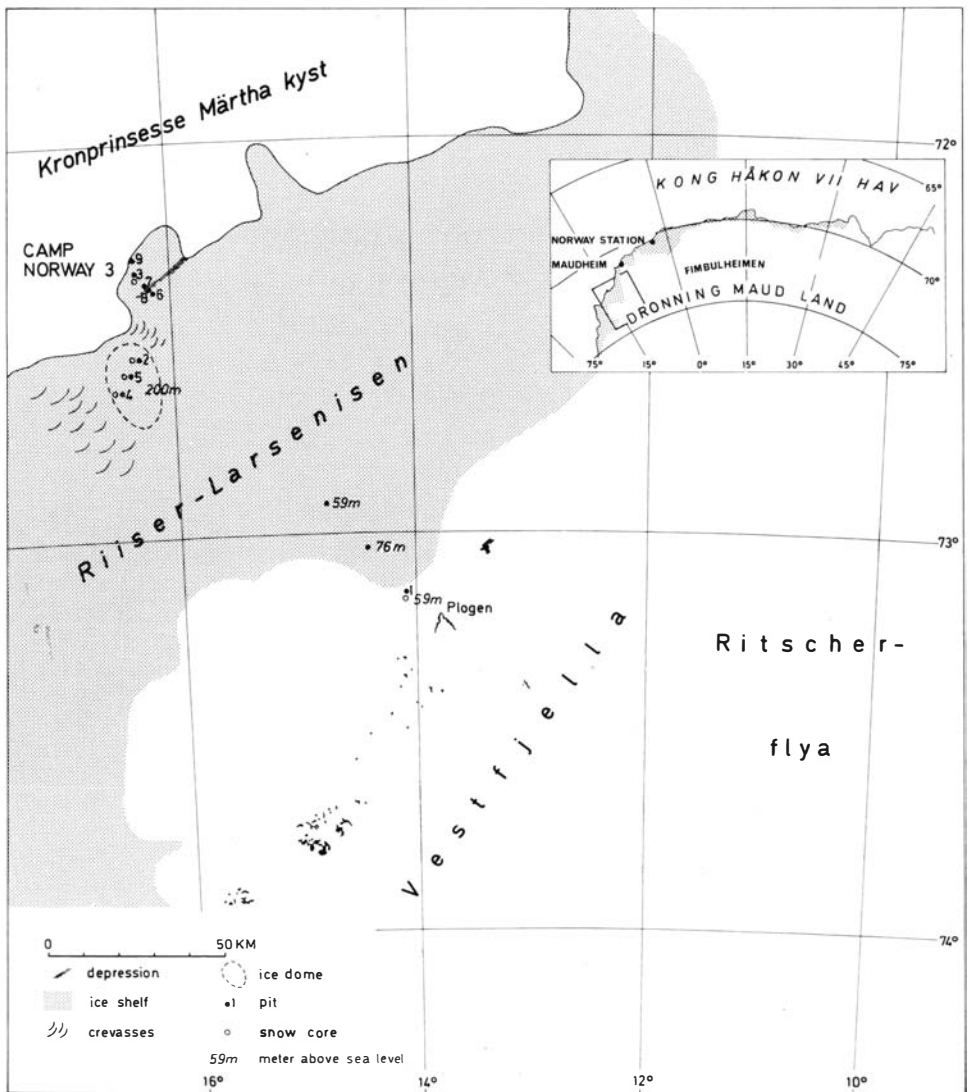 Kronprinsesse Märtha kyst
72°
KONG HÅKON VII HAV
65°
NORWAY STATION
MAUDHEIM
FIMBULHEIMEN
70°
DRONNING MAUD LAND
75° 15° 0° 15° 30° 45° 75°
CAMP
NORWAY 3
9
3
7
8
6
2
5
200m
4
Riiser-Larsenisen
59m
76m
73°
1
59m
Plogen
Vestfjella
Ritscher-
flya
74°
0 50 KM
depression
ice dome
ice shelf
1 pit
crevasses
snow core
59m meter above sea level
16° 14° 12° 10°